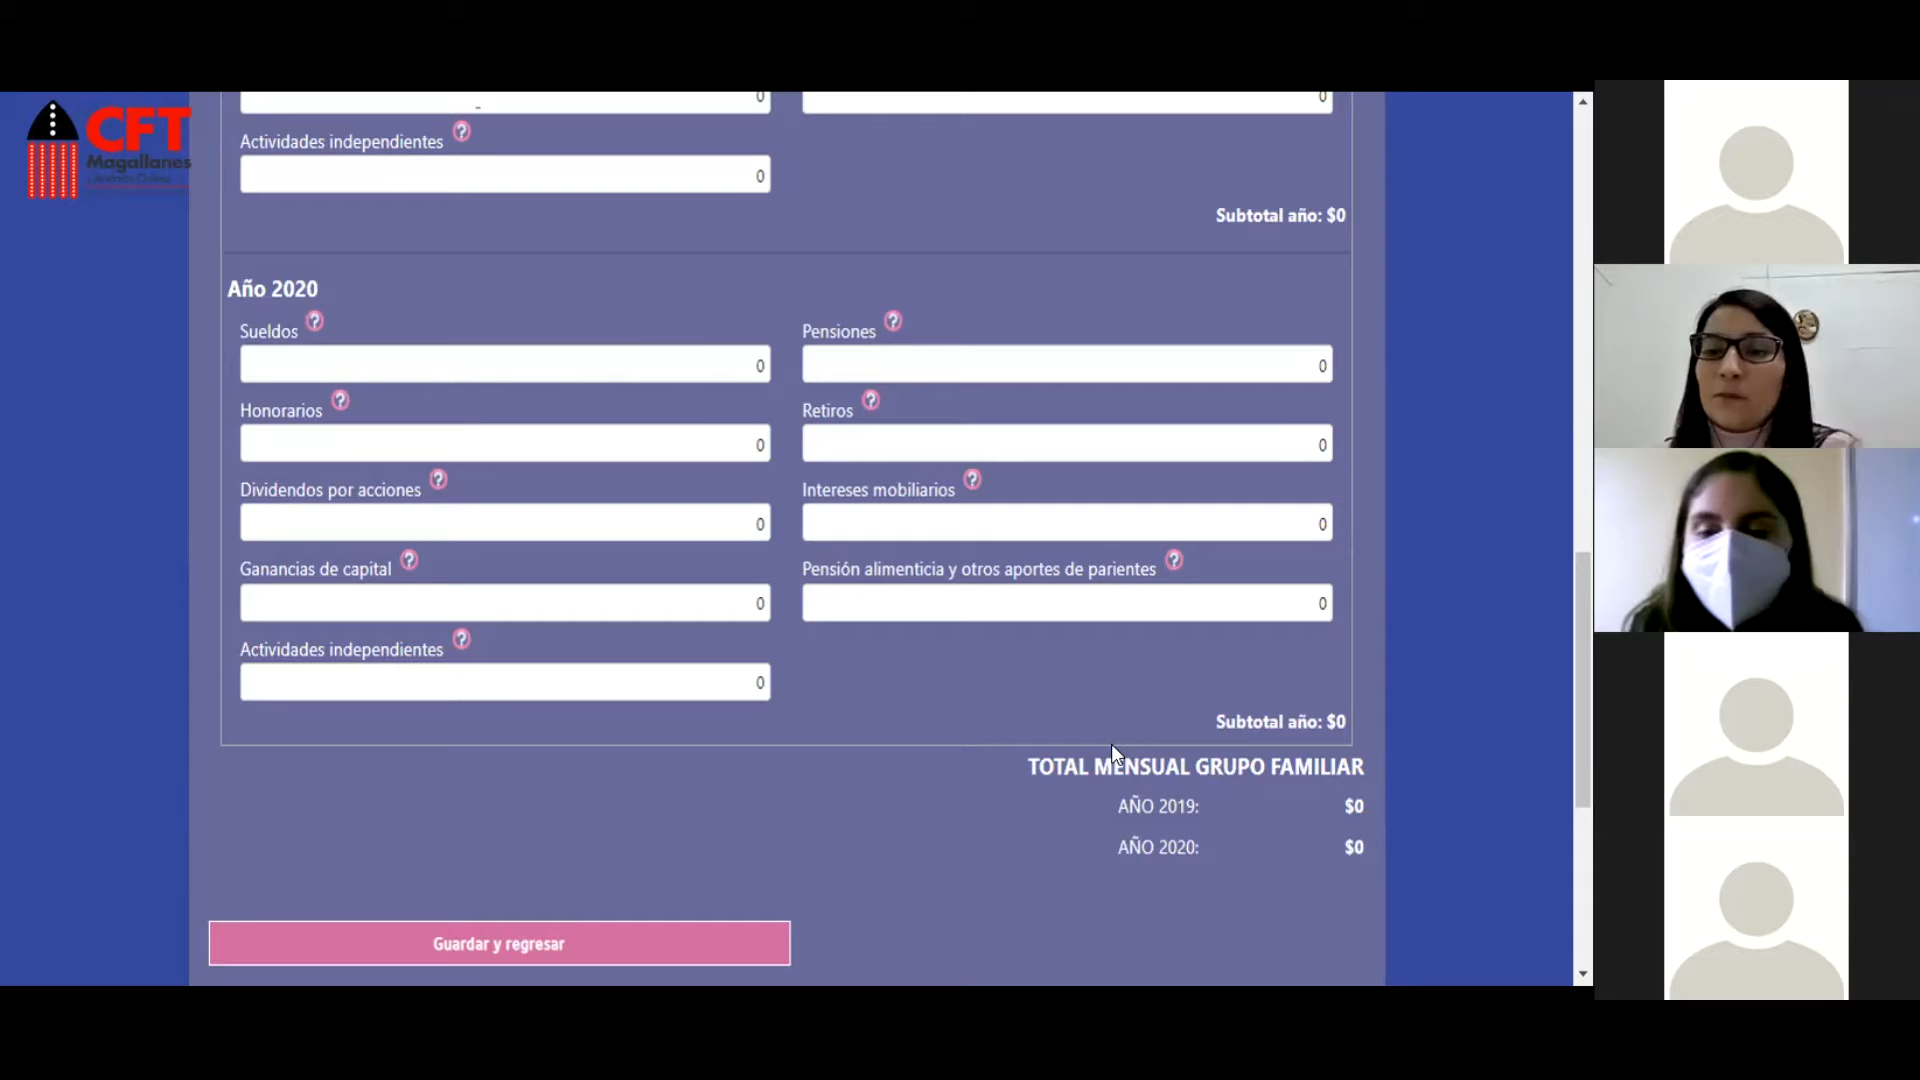 CFT
Magallanes
0
0
Actividades independientes ?
0
Subtotal año: $0
Año 2020
Sueldos ?
Pensiones ?
0
0
Honorarios ?
Retiros ?
0
0
Dividendos por acciones ?
Intereses mobiliarios ?
0
0
Ganancias de capital ?
Pensión alimenticia y otros aportes de parientes ?
0
0
Actividades independientes ?
0
Subtotal año: $0
TOTAL MENSUAL GRUPO FAMILIAR
AÑO 2019: $0
AÑO 2020: $0
Guardar y regresar